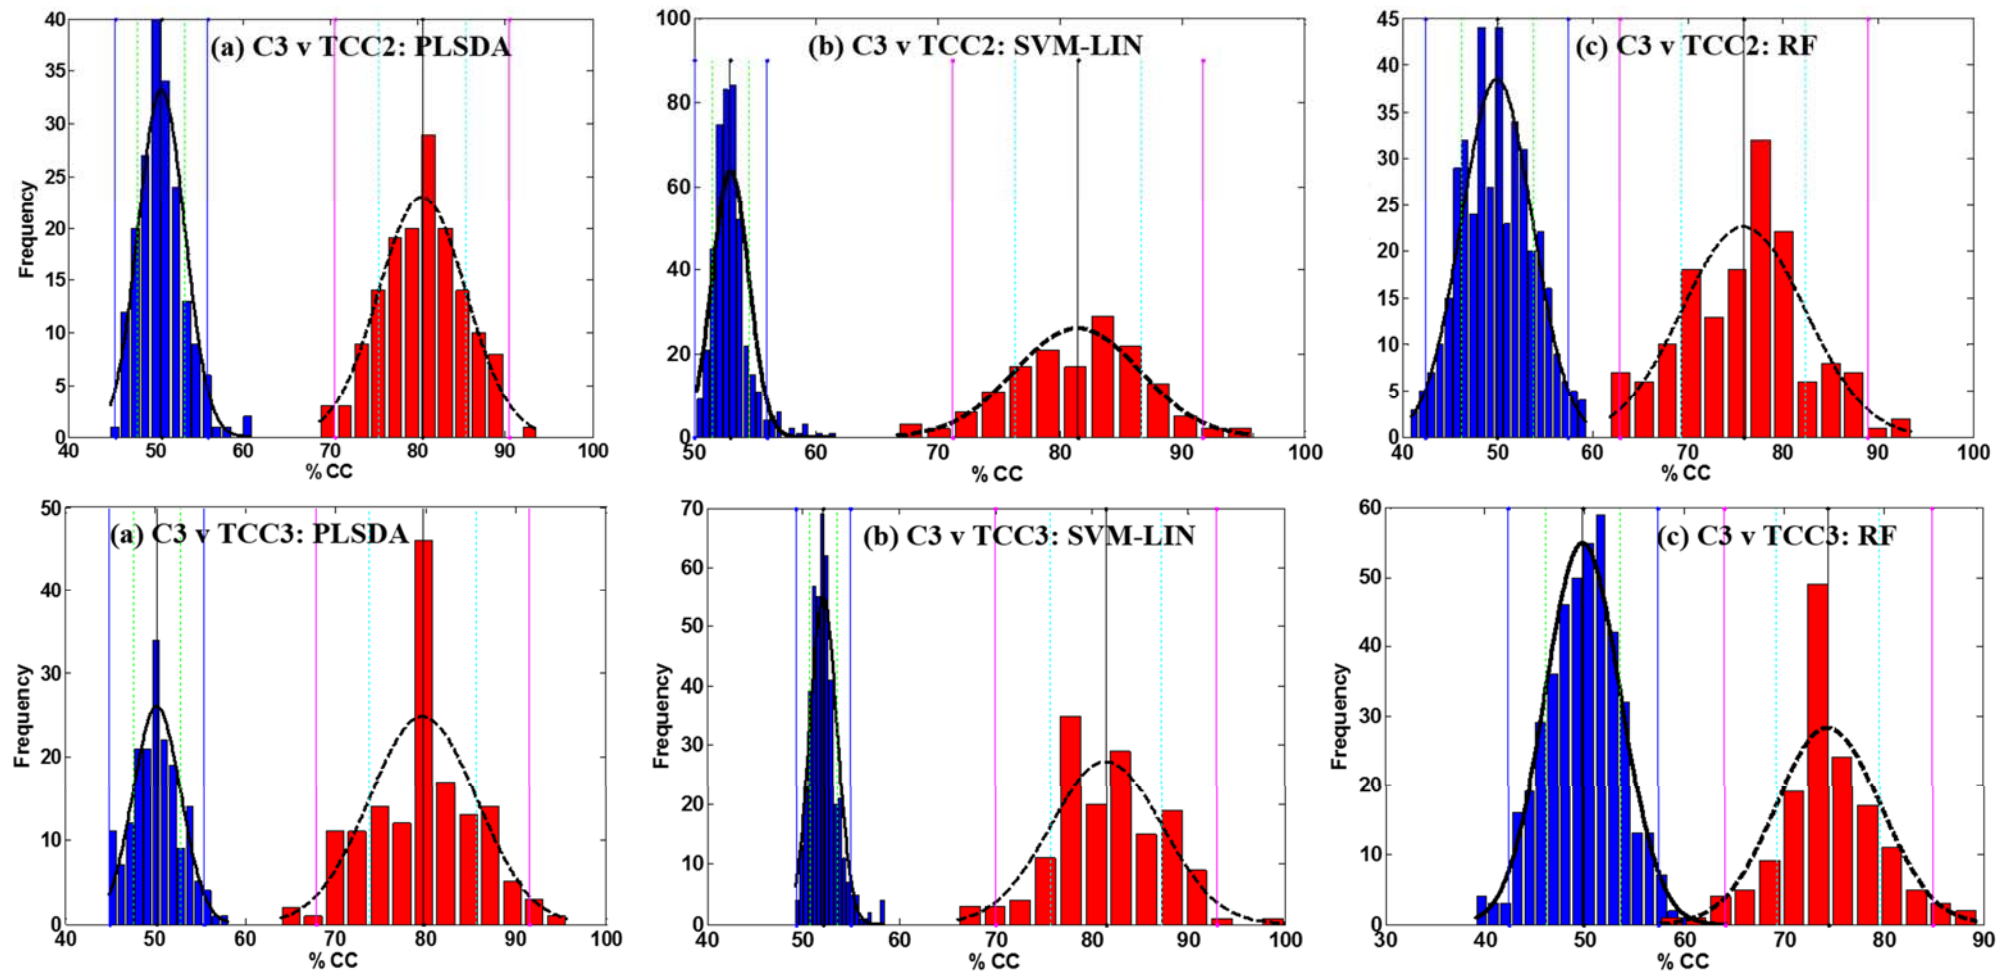 (a) C3 v TCC2: PLSDA
Frequency
40
35
30
25
20
15
10
5
0
40 50 60 70 80 90 100
% CC
(b) C3 v TCC2: SVM-LIN
100
80
60
40
20
0
50 60 70 80 90 100
% CC
(c) C3 v TCC2: RF
45
40
35
30
25
20
15
10
5
0
40 50 60 70 80 90 100
% CC
(a) C3 v TCC3: PLSDA
Frequency
50
40
30
20
10
0
40 50 60 70 80 90 100
% CC
(b) C3 v TCC3: SVM-LIN
Frequency
70
60
50
40
30
20
10
0
40 50 60 70 80 90 100
% CC
(c) C3 v TCC3: RF
Frequency
60
50
40
30
20
10
0
30 40 50 60 70 80 90
% CC